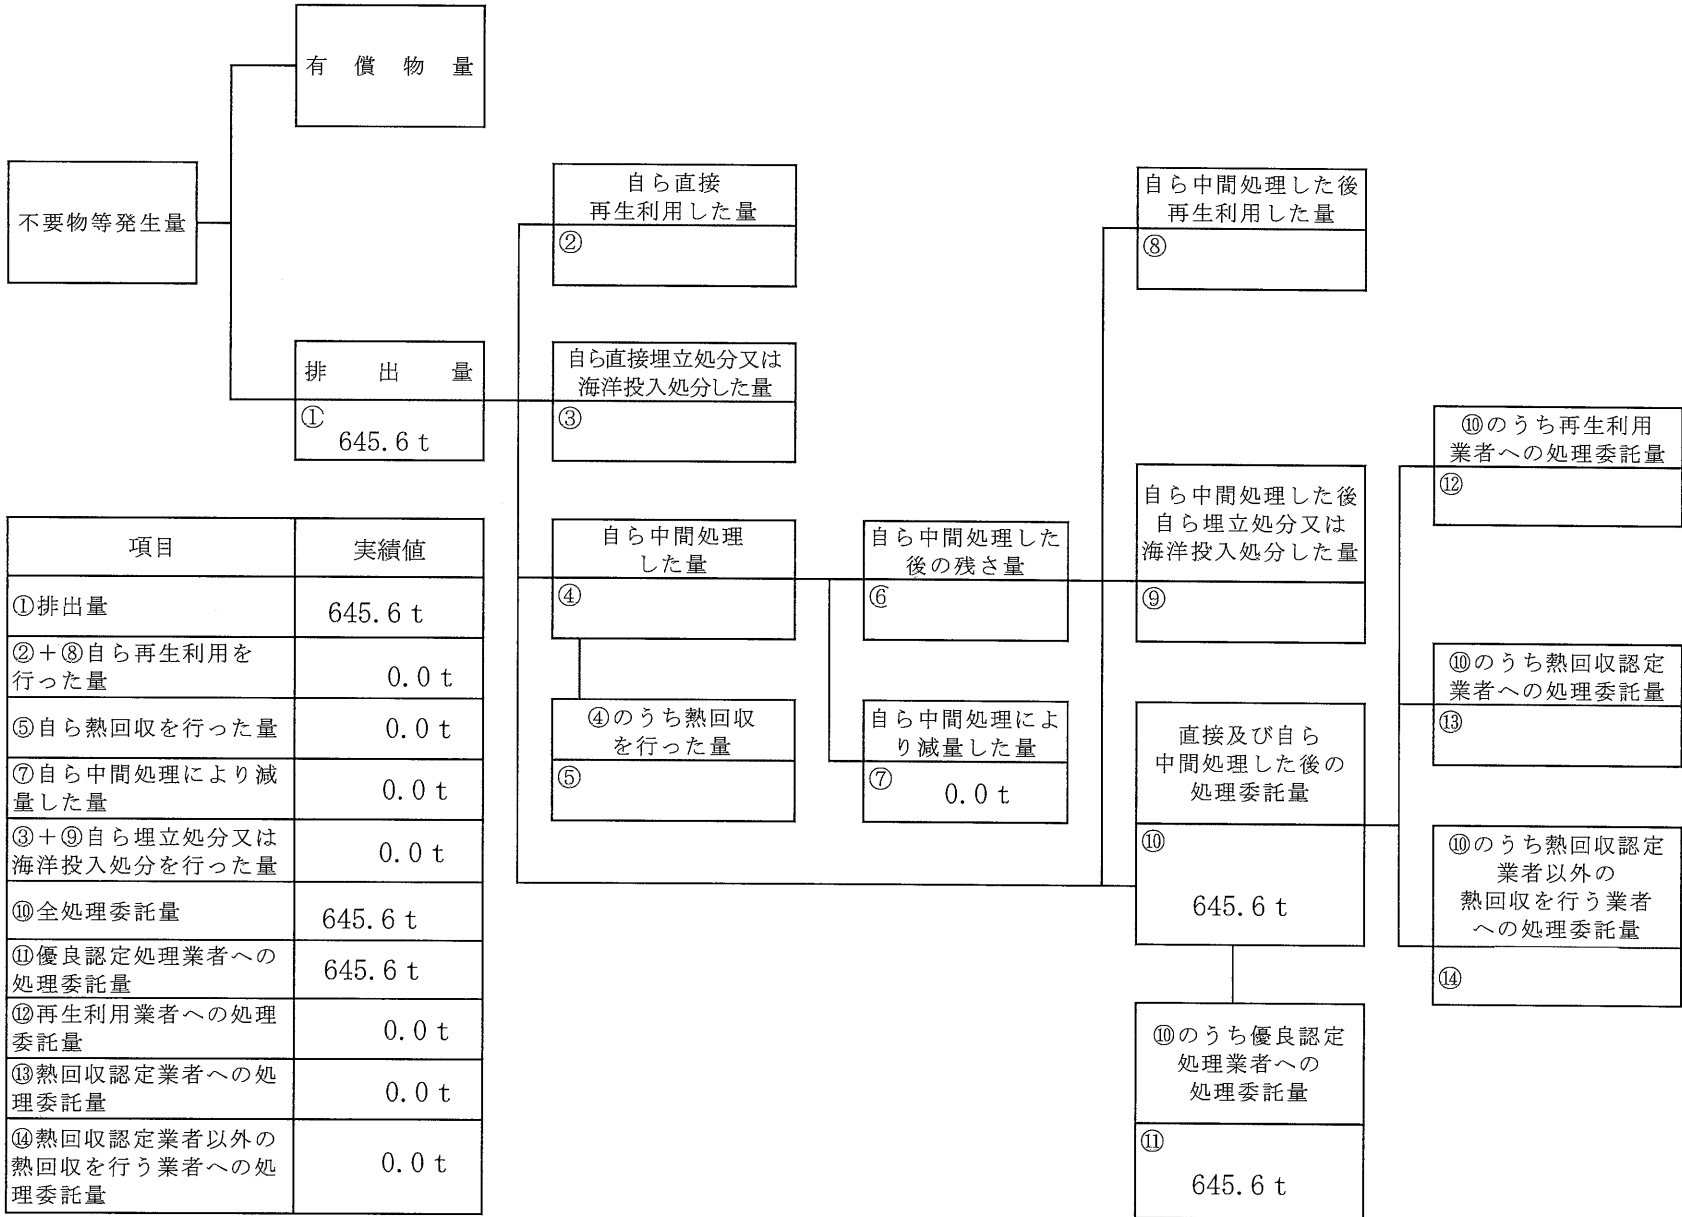 有償物量
不要物等発生量
排出量
①
645.6 t
自ら直接
再生利用した量
②
自ら直接埋立処分又は
海洋投入処分した量
③
自ら中間処理
した量
④
④のうち熱回収
を行った量
⑤
自ら中間処理した
後の残さ量
⑥
自ら中間処理によ
り減量した量
⑦
0.0 t
自ら中間処理した後
再生利用した量
⑧
自ら中間処理した後
自ら埋立処分又は
海洋投入処分した量
⑨
直接及び自ら
中間処理した後の
処理委託量
⑩
645.6 t
⑩のうち優良認定
処理業者への
処理委託量
⑪
645.6 t
⑩のうち再生利用
業者への処理委託量
⑫
⑩のうち熱回収認定
業者への処理委託量
⑬
⑩のうち熱回収認定
業者以外の
熱回収を行う業者
への処理委託量
⑭
項目 実績値
①排出量 645.6 t
②+⑧自ら再生利用を
行った量 0.0 t
⑤自ら熱回収を行った量 0.0 t
⑦自ら中間処理により減
量した量 0.0 t
③+⑨自ら埋立処分又は
海洋投入処分を行った量 0.0 t
⑩全処理委託量 645.6 t
⑪優良認定処理業者への
処理委託量 645.6 t
⑫再生利用業者への処理
委託量 0.0 t
⑬熱回収認定業者への処
理委託量 0.0 t
⑭熱回収認定業者以外の
熱回収を行う業者への処
理委託量 0.0 t